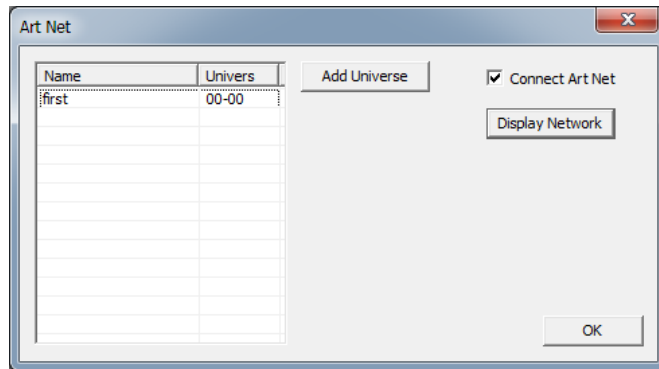 Art Net
Name Univers Add Universe Connect Art Net
first 00-00
Display Network
OK